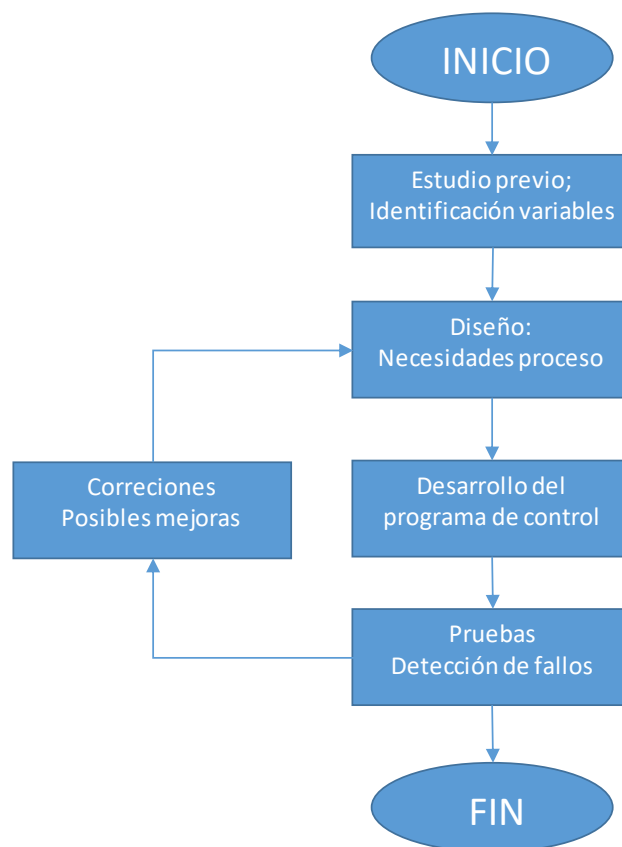 INICIO
Estudio previo;
Identificación variables
Diseño:
Necesidades proceso
Desarrollo del
programa de control
Correciones
Posibles mejoras
Pruebas
Detección de fallos
FIN